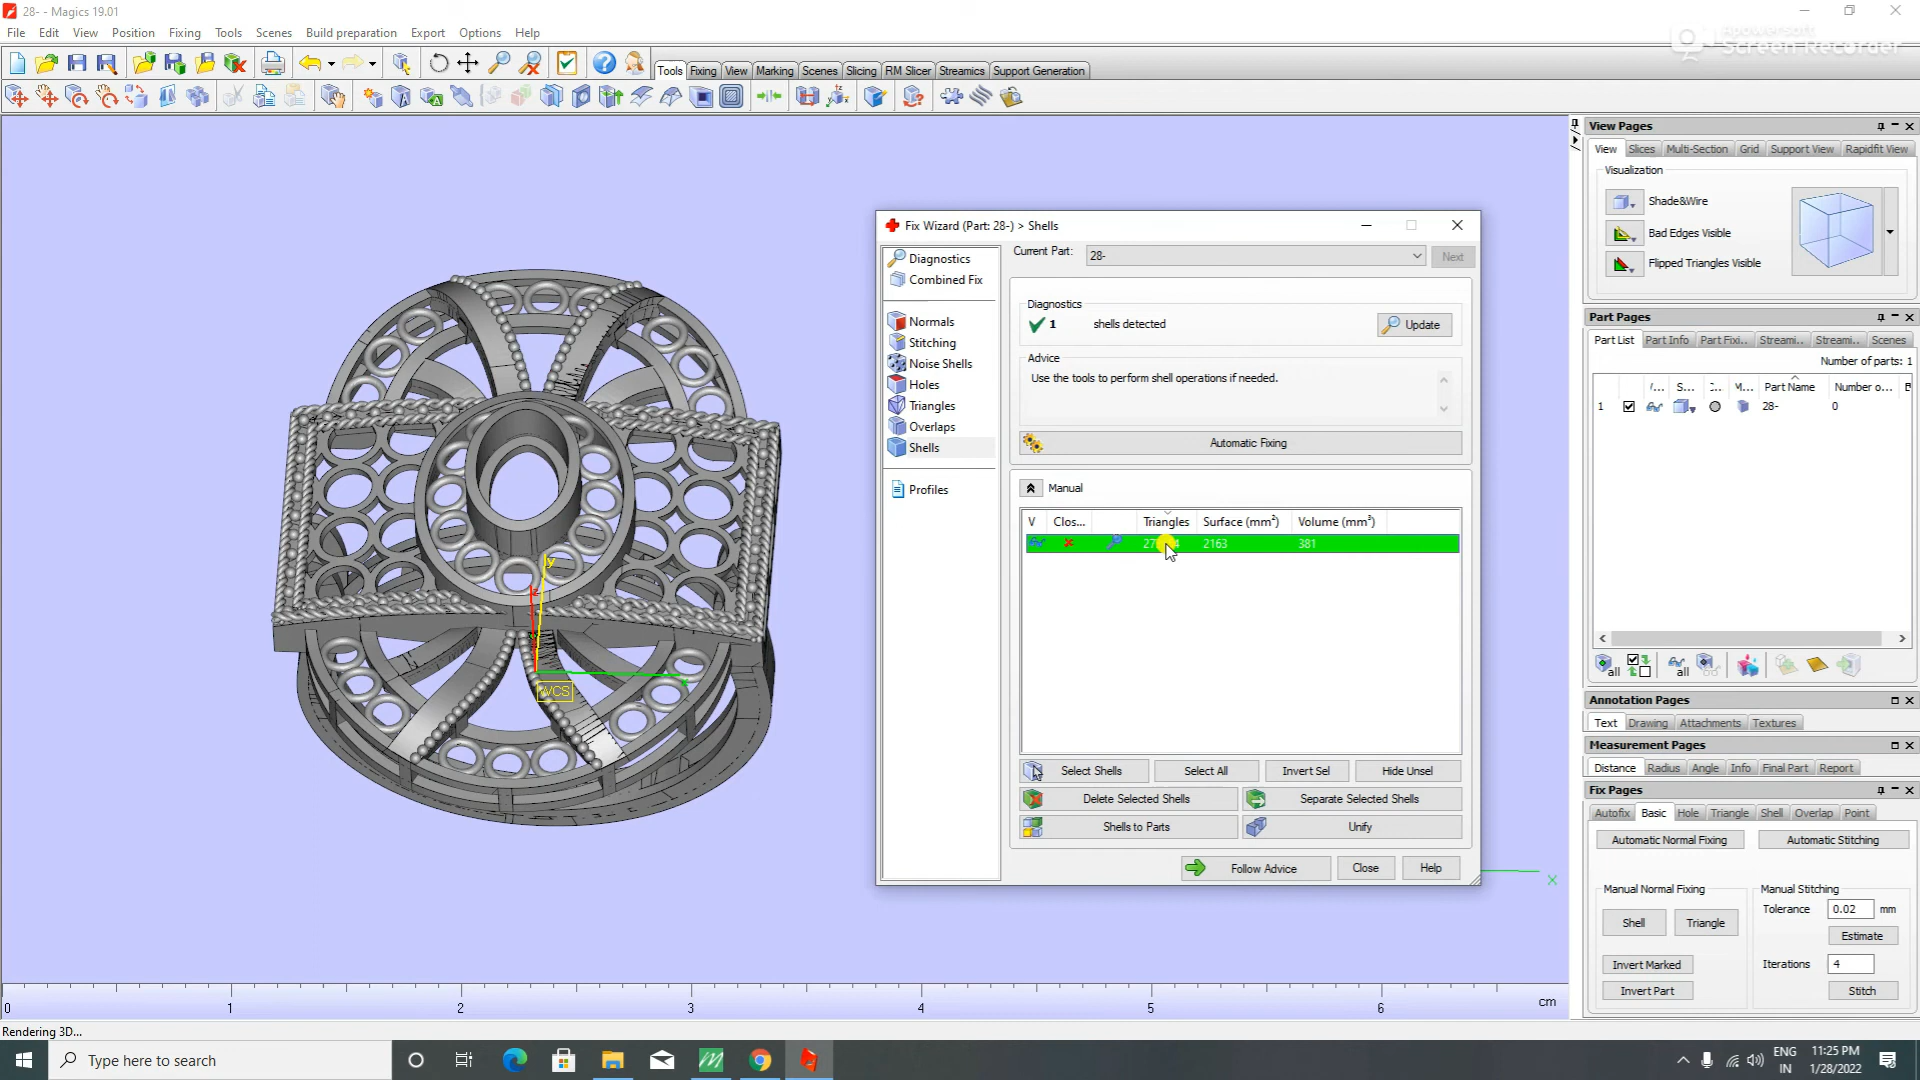 28- - Magics 19.01
File Edit View Position Fixing Tools Scenes Build preparation Export Options Help
Apowersoft
Screen Recorder
Tools Fixing View Marking Scenes Slicing RM Slicer Streamics Support Generation
View Pages
View Slices Multi-Section Grid Support View Rapidfit View
Visualization
Shade&Wire
Bad Edges Visible
Flipped Triangles Visible
Part Pages
Part List Part Info Part Fixi.. Streami.. Streami.. Scenes
Number of parts: 1
/... S... :.. M... Part Name Number o...
1 28- 0
all all
Annotation Pages
Text Drawing Attachments Textures
Measurement Pages
Distance Radius Angle Info Final Part Report
Fix Pages
Autofix Basic Hole Triangle Shell Overlap Point
Automatic Normal Fixing Automatic Stitching
Manual Normal Fixing Manual Stitching
Tolerance 0.02 mm
Shell Triangle
Estimate
Invert Marked Iterations 4
Invert Part Stitch
Fix Wizard (Part: 28-) > Shells
Diagnostics
Combined Fix
Normals
Stitching
Noise Shells
Holes
Triangles
Overlaps
Shells
Profiles
Current Part: 28- Next
Diagnostics
1 shells detected Update
Advice
Use the tools to perform shell operations if needed.
Automatic Fixing
Manual
V Clos... Triangles Surface (mm²) Volume (mm³)
2163 381
Select Shells Select All Invert Sel Hide Unsel
Delete Selected Shells Separate Selected Shells
Shells to Parts Unify
Follow Advice Close Help
y
z
WCS
x
X
0 1 2 3 4 5 6 cm
Rendering 3D...
Type here to search
ENG
IN
11:25 PM
1/28/2022